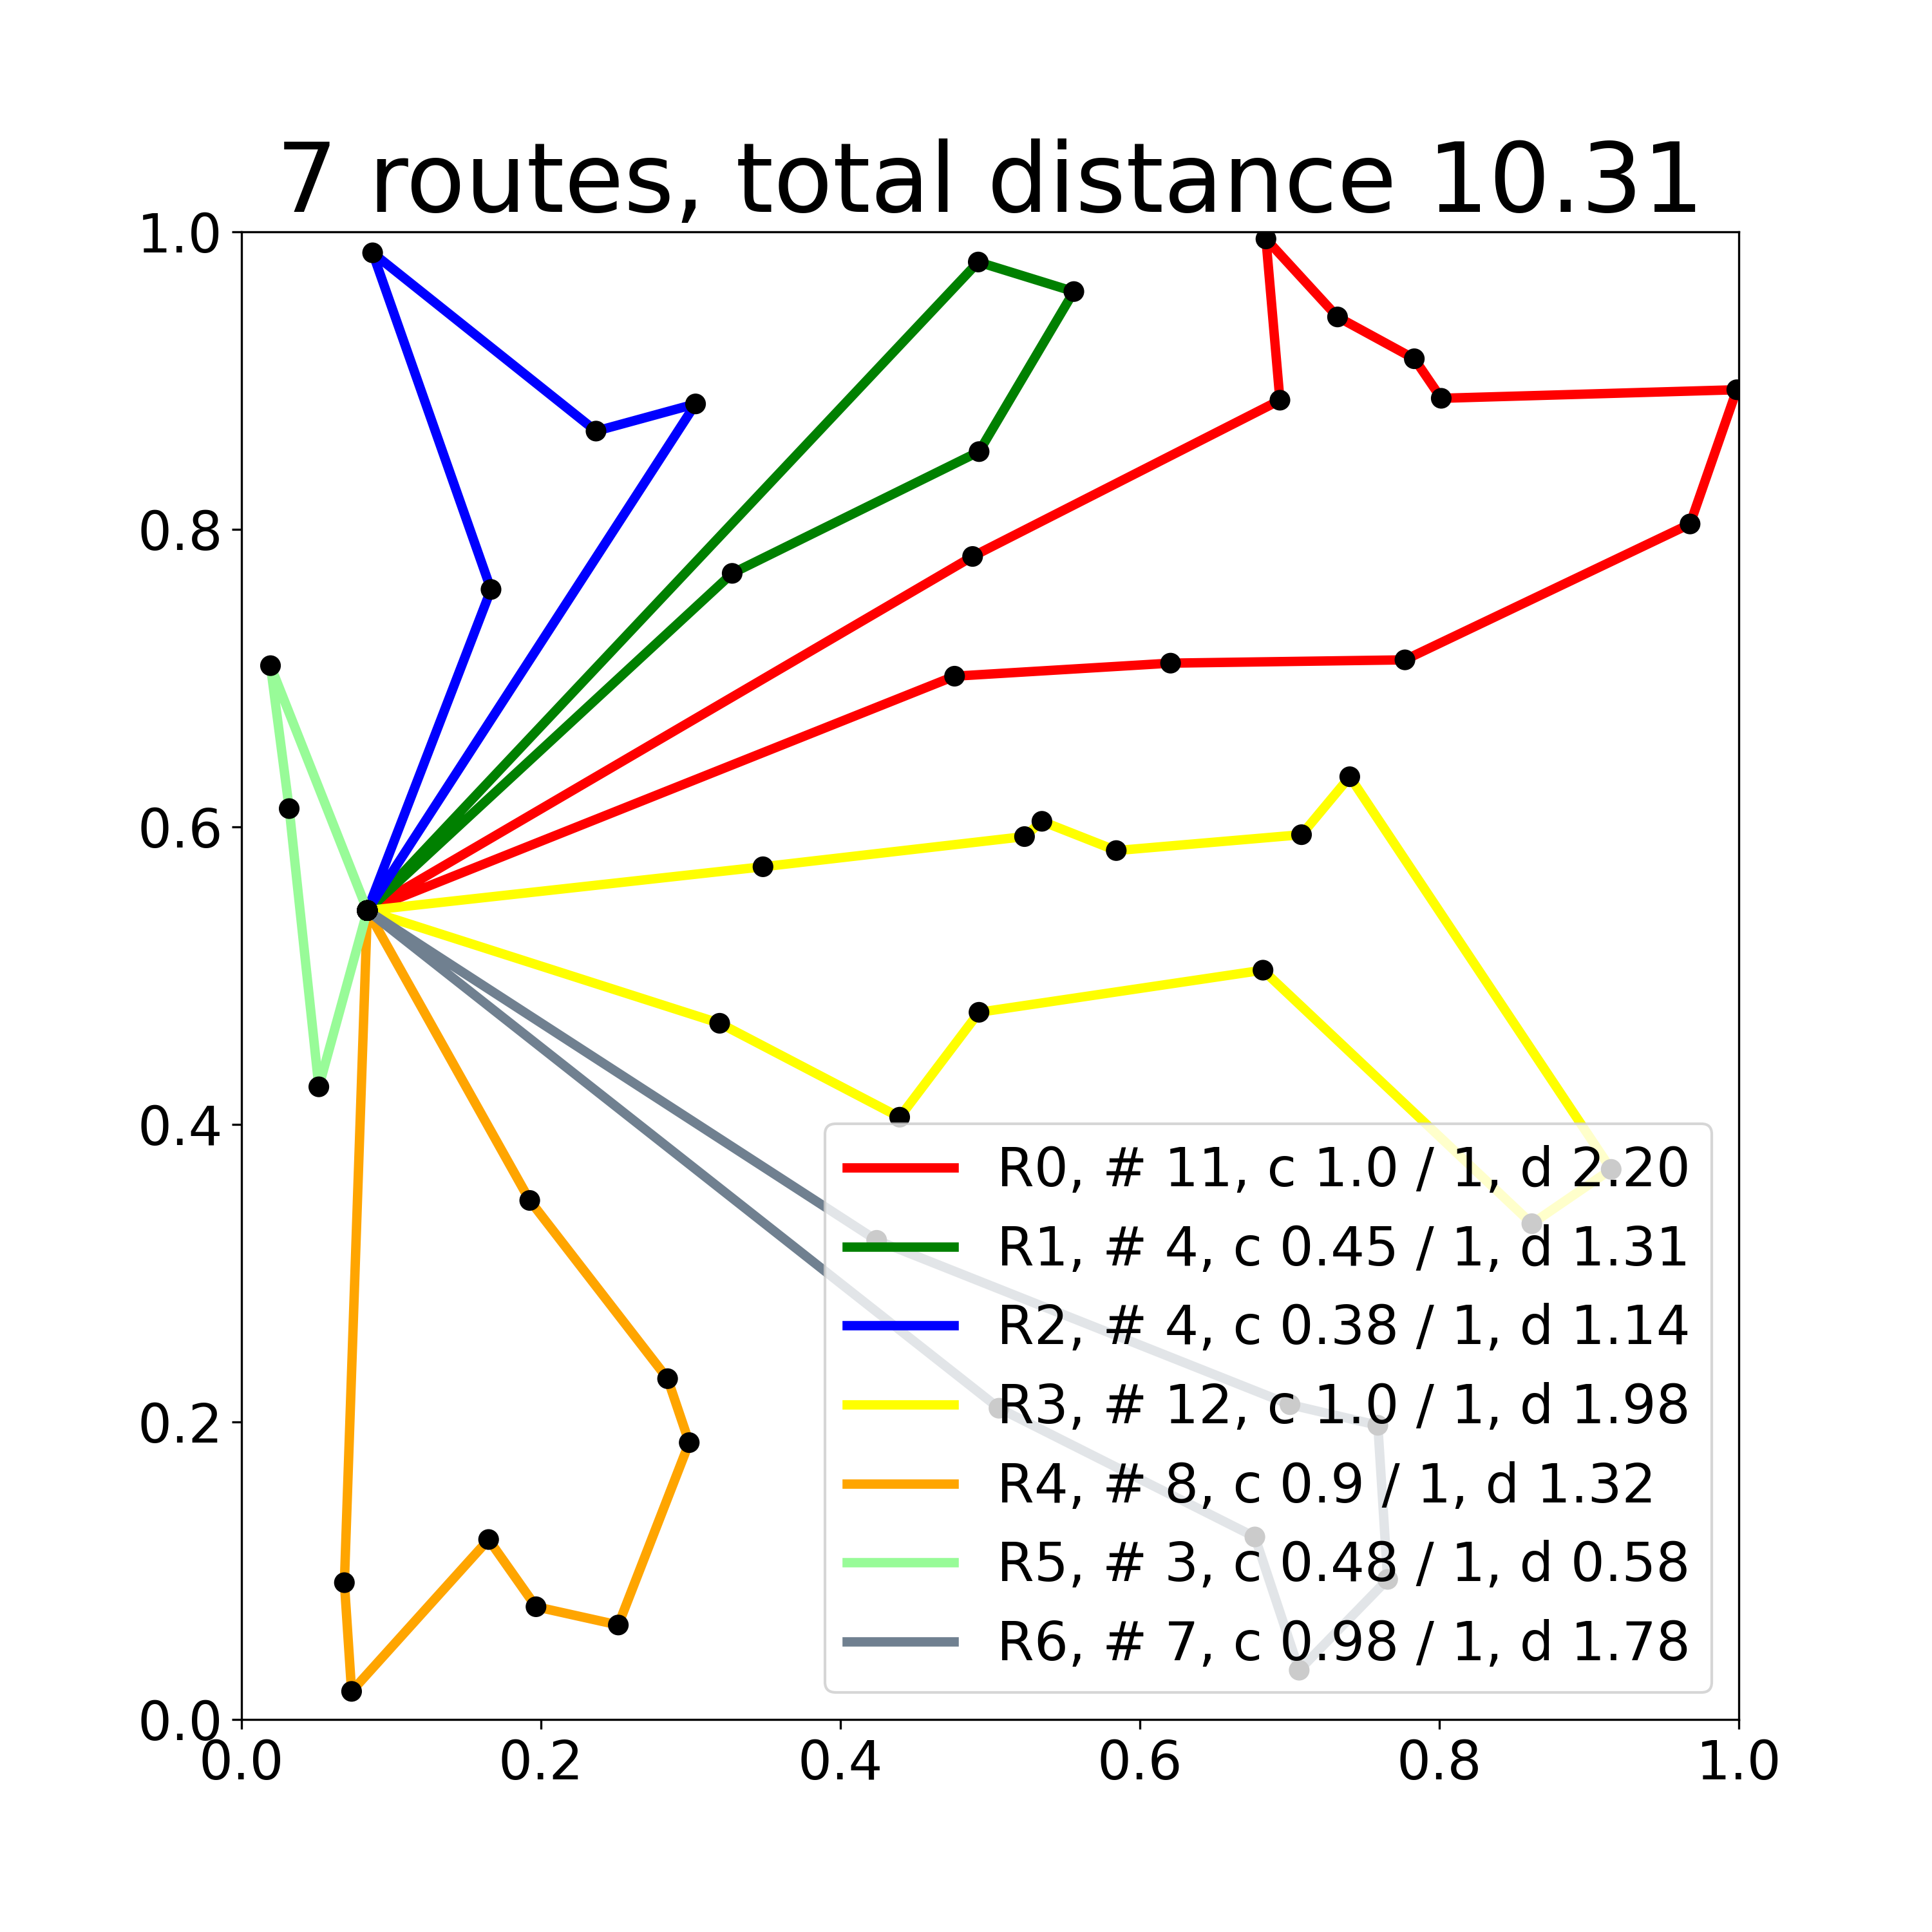 7 routes, total distance 10.31
1.0
0.8
0.6
0.4
0.2
0.0
R0, # 11, c 1.0 / 1, d 2.20
R1, # 4, c 0.45 / 1, d 1.31
R2, # 4, c 0.38 / 1, d 1.14
R3, # 12, c 1.0 / 1, d 1.98
R4, # 8, c 0.9 / 1, d 1.32
R5, # 3, c 0.48 / 1, d 0.58
R6, # 7, c 0.98 / 1, d 1.78
0.0 0.2 0.4 0.6 0.8 1.0